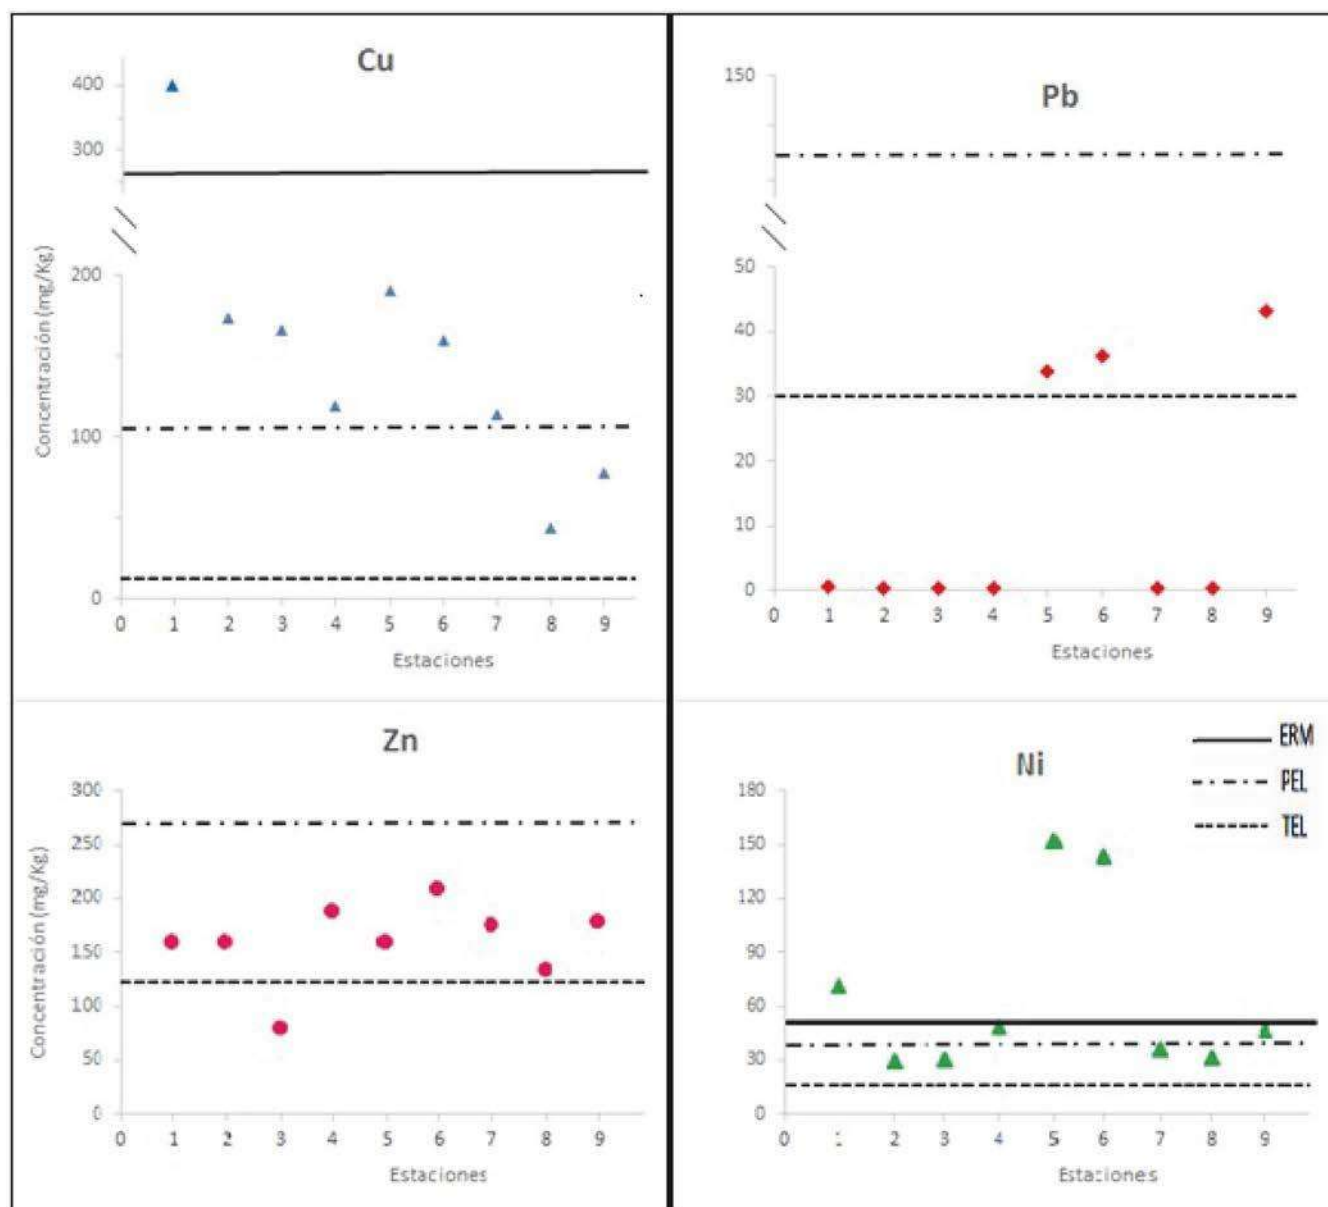 Cu
400
300
200
100
0
Concentración (mg/Kg)
0 1 2 3 4 5 6 7 8 9
Estaciones
Pb
150
50
40
30
20
10
0
0 1 2 3 4 5 6 7 8 9
Estaciones
Zn
300
250
200
150
100
50
0
Concentración (mg/Kg)
0 1 2 3 4 5 6 7 8 9
Estaciones
Ni
ERM
PEL
TEL
180
150
120
90
60
30
0
0 1 2 3 4 5 6 7 8 9
Estaciones